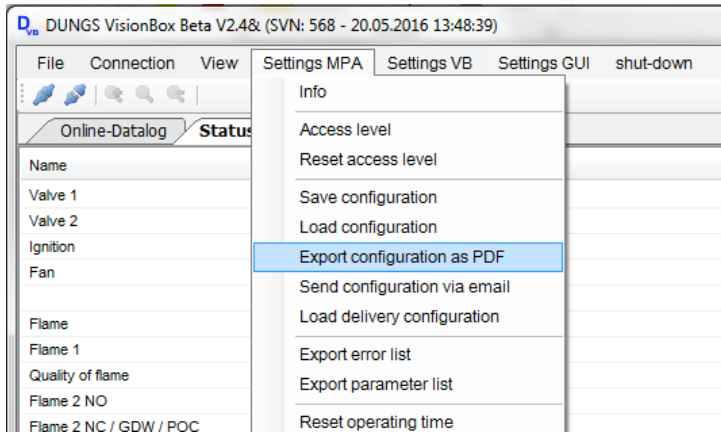 DVB DUNGS VisionBox Beta V2.4& (SVN: 568 - 20.05.2016 13:48:39)
File Connection View Settings MPA Settings VB Settings GUI shut-down
Info
Online-Datalog Status
Access level
Name
Reset access level
Valve 1
Save configuration
Valve 2
Load configuration
Ignition
Export configuration as PDF
Fan
Send configuration via email
Flame
Load delivery configuration
Flame 1
Export error list
Quality of flame
Export parameter list
Flame 2 NO
Flame 2 NC / GDW / POC
Reset operating time